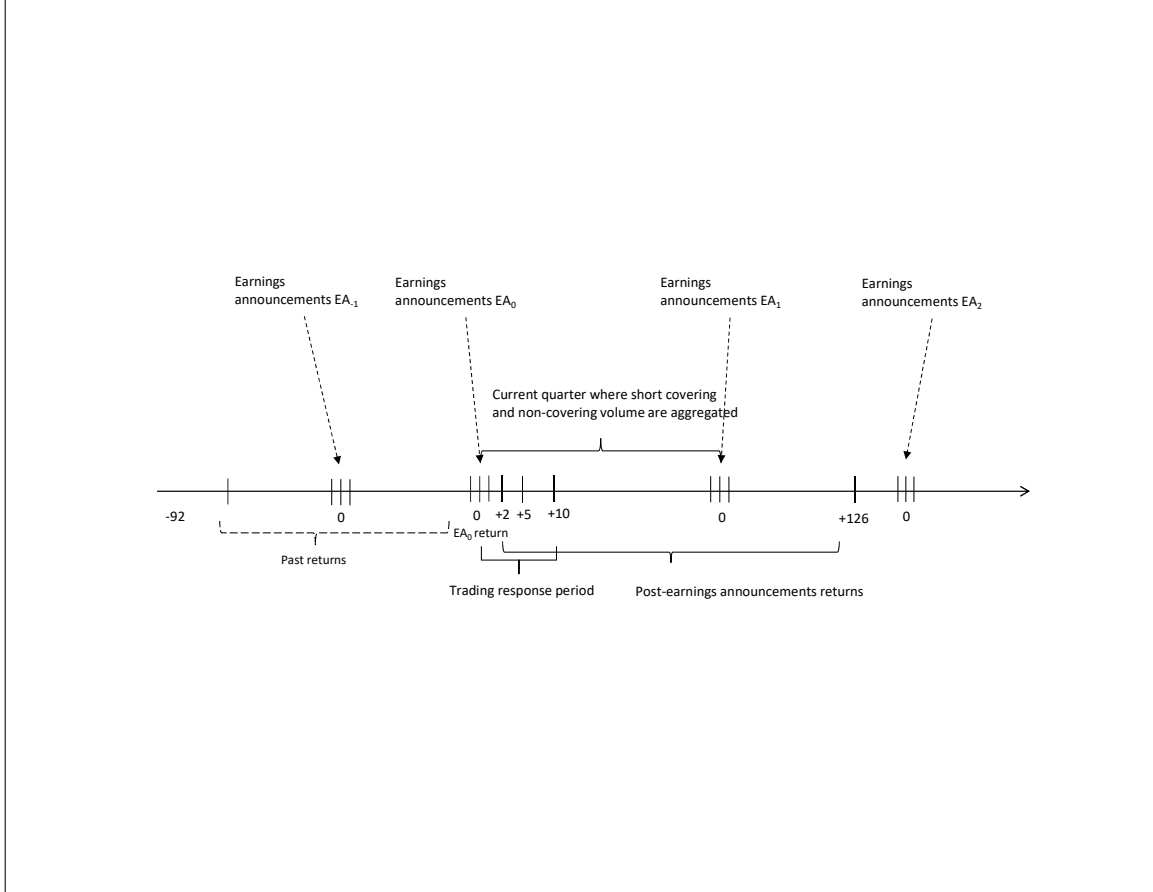 Earnings
announcements EA-1
Earnings
announcements EA0
Earnings
announcements EA1
Earnings
announcements EA2
Current quarter where short covering
and non-covering volume are aggregated
-92
0
0
+2
+5
+10
0
+126
0
EA0 return
Past returns
Trading response period
Post-earnings announcements returns